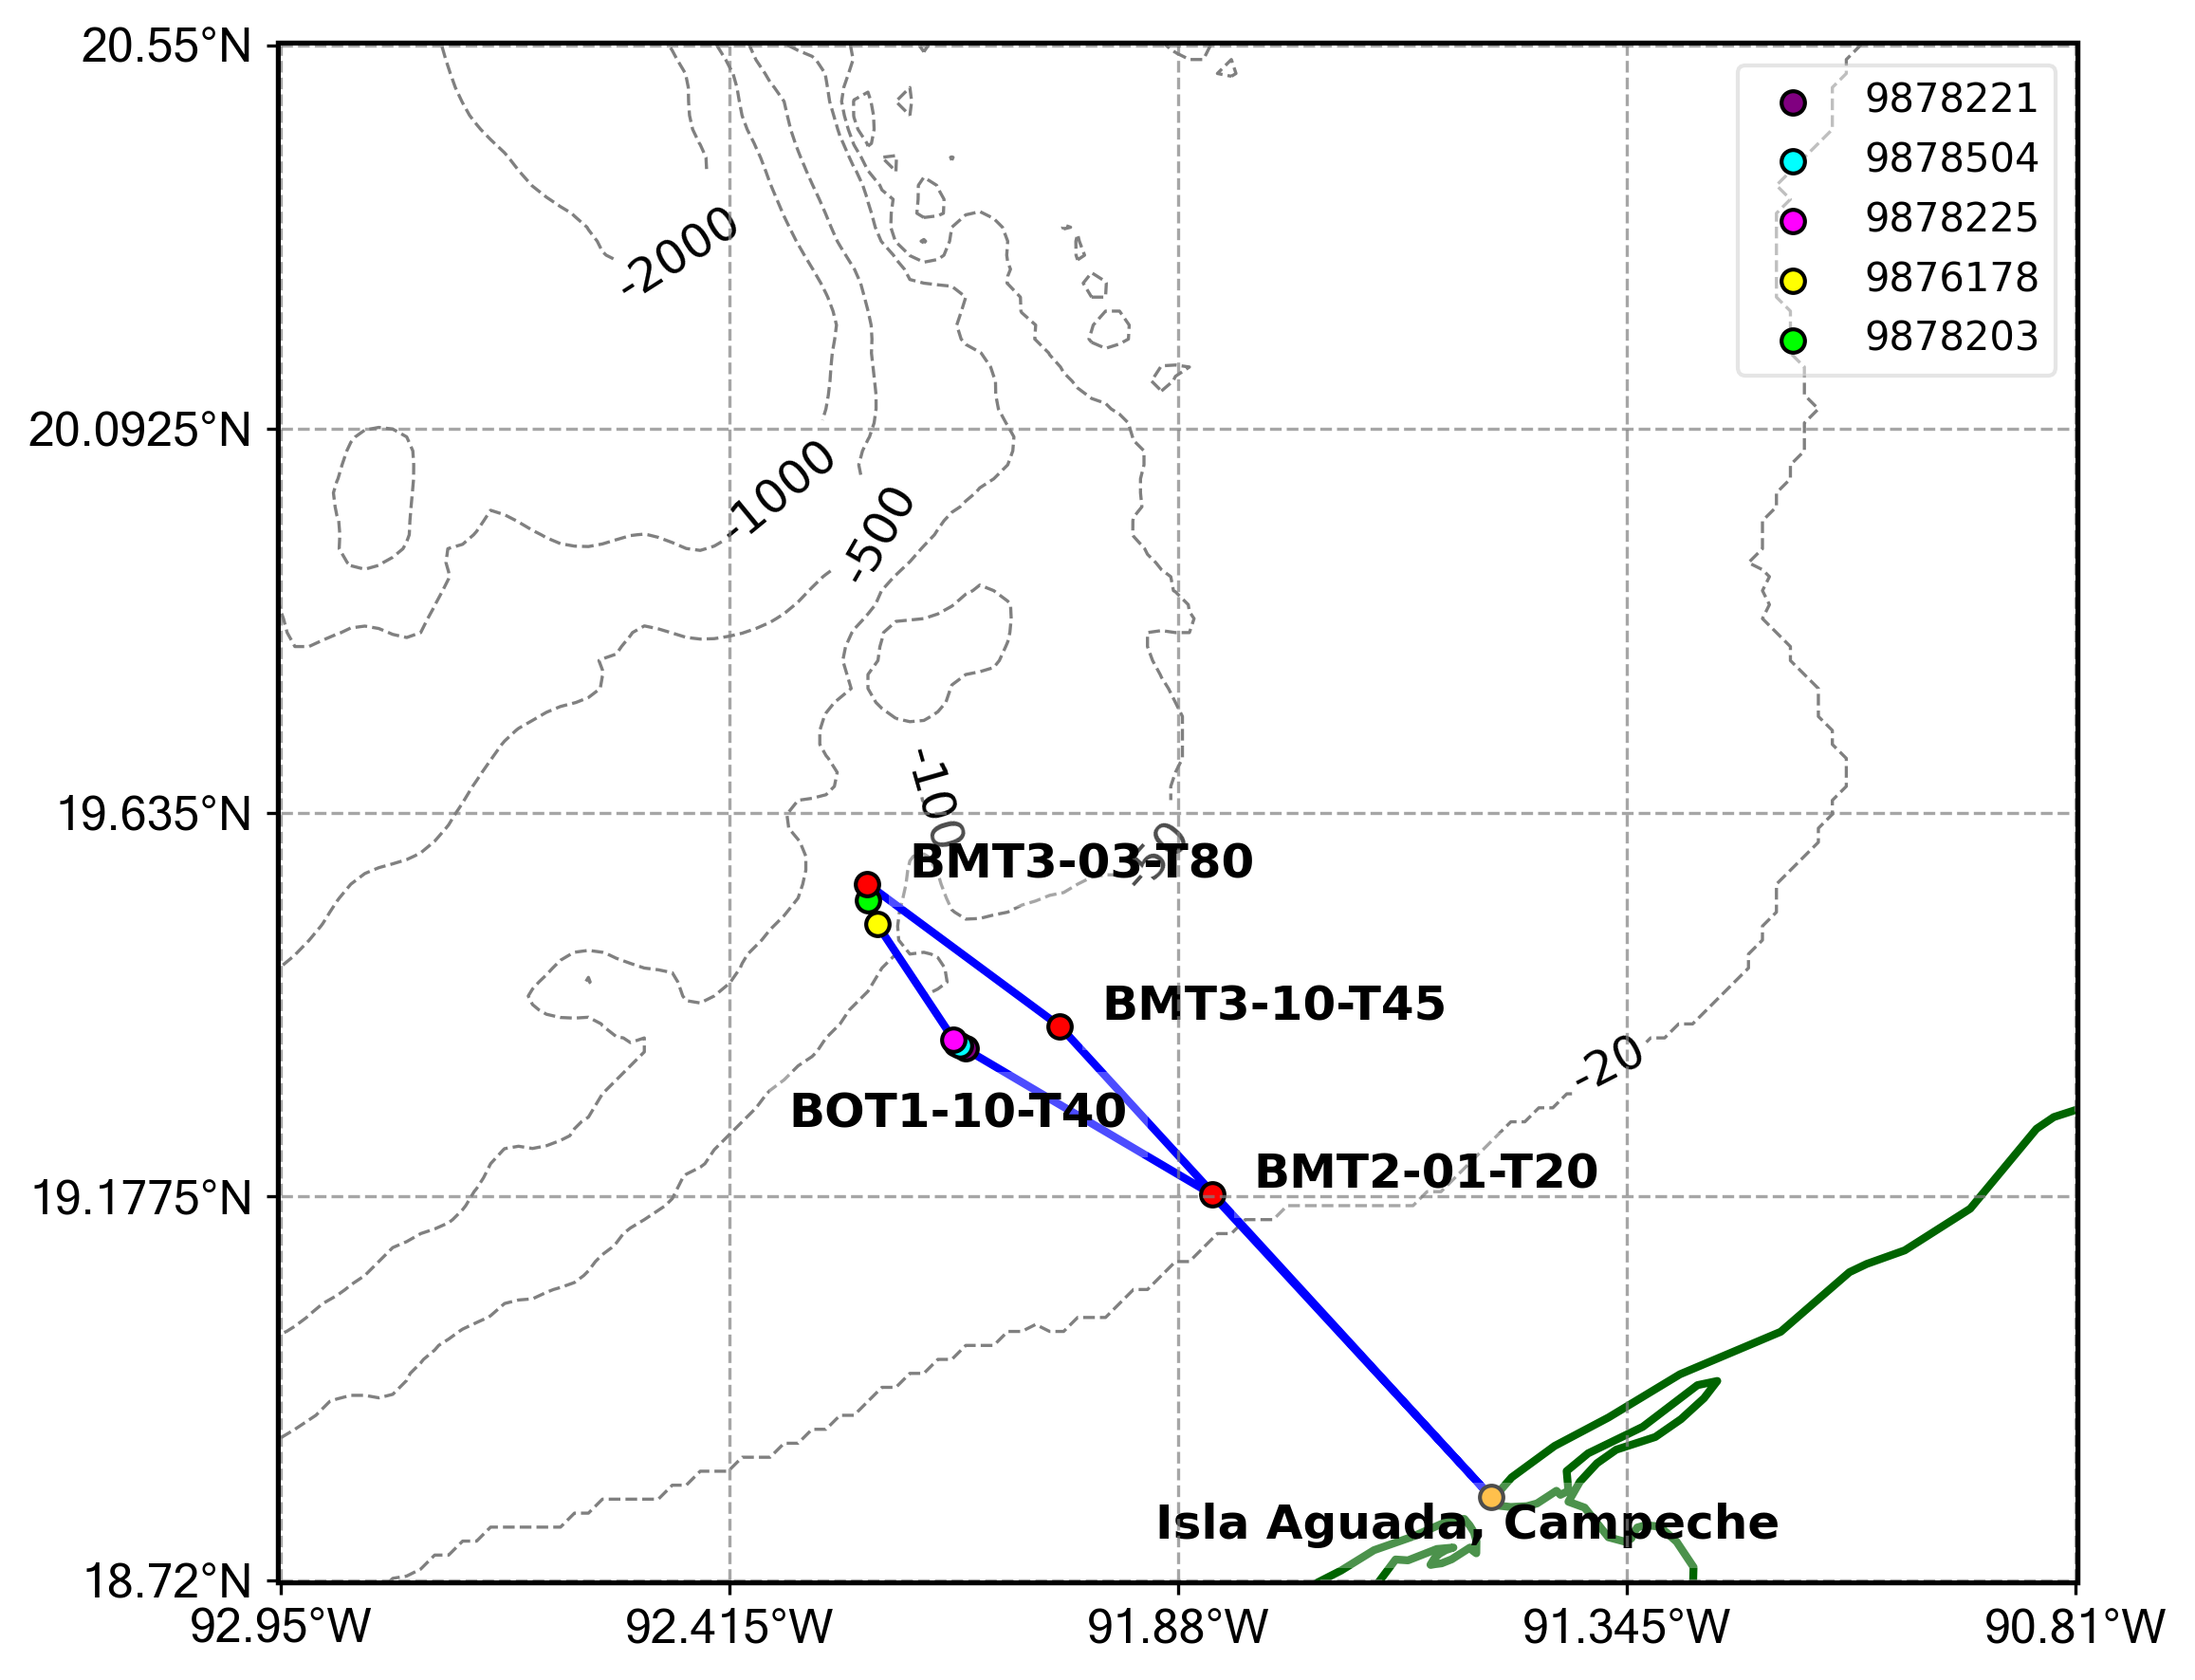 20.55°N
9878221
9878504
9878225
-2000
9876178
9878203
20.0925°N
-1000
-500
-100
19.635°N
-50
BMT3-03-T80
BMT3-10-T45
-20
BOT1-10-T40
BMT2-01-T20
19.1775°N
Isla Aguada, Campeche
18.72°N
92.95°W
92.415°W
91.88°W
91.345°W
90.81°W